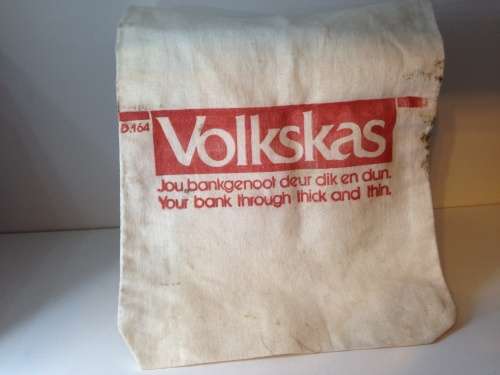 D.164
Volkskas
Jou bankgenoot deur dik en dun.
Your bank through thick and thin.